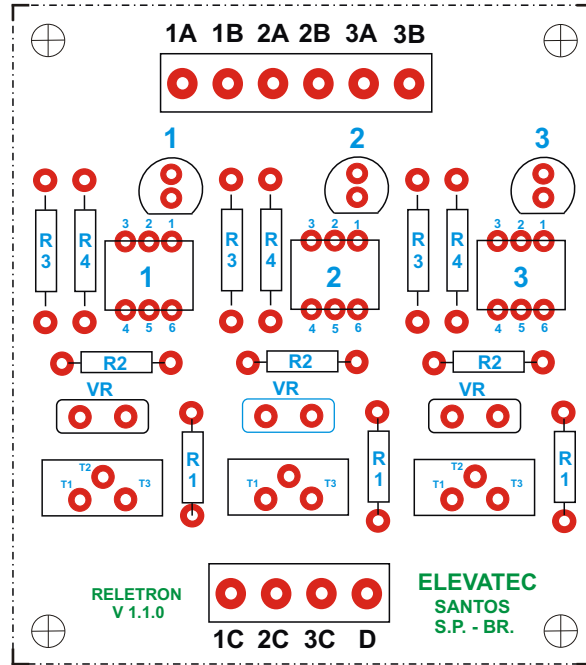 1A 1B 2A 2B 3A 3B
1 2 3
3 2 1 3 2 1 3 2 1
R3 R4 1 R3 R4 2 R3 R4 3
4 5 6 4 5 6 4 5 6
R2 R2 R2
VR VR VR
R1 R1 R1
T2 T2 T2
T1 T3 T1 T3 T1 T3
RELETRON ELEVATEC
V 1.1.0 SANTOS
S.P. - BR.
1C 2C 3C D